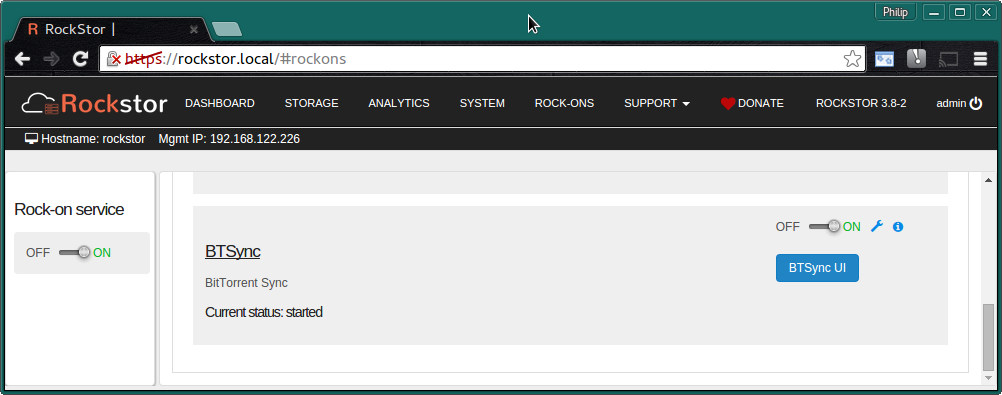 Philip
R RockStor |
https://rockstor.local/#rockons
Rockstor DASHBOARD STORAGE ANALYTICS SYSTEM ROCK-ONS SUPPORT DONATE ROCKSTOR 3.8-2 admin
Hostname: rockstor Mgmt IP: 192.168.122.226
Rock-on service
OFF ON
OFF ON
BTSync
BTSync UI
BitTorrent Sync
Current status: started